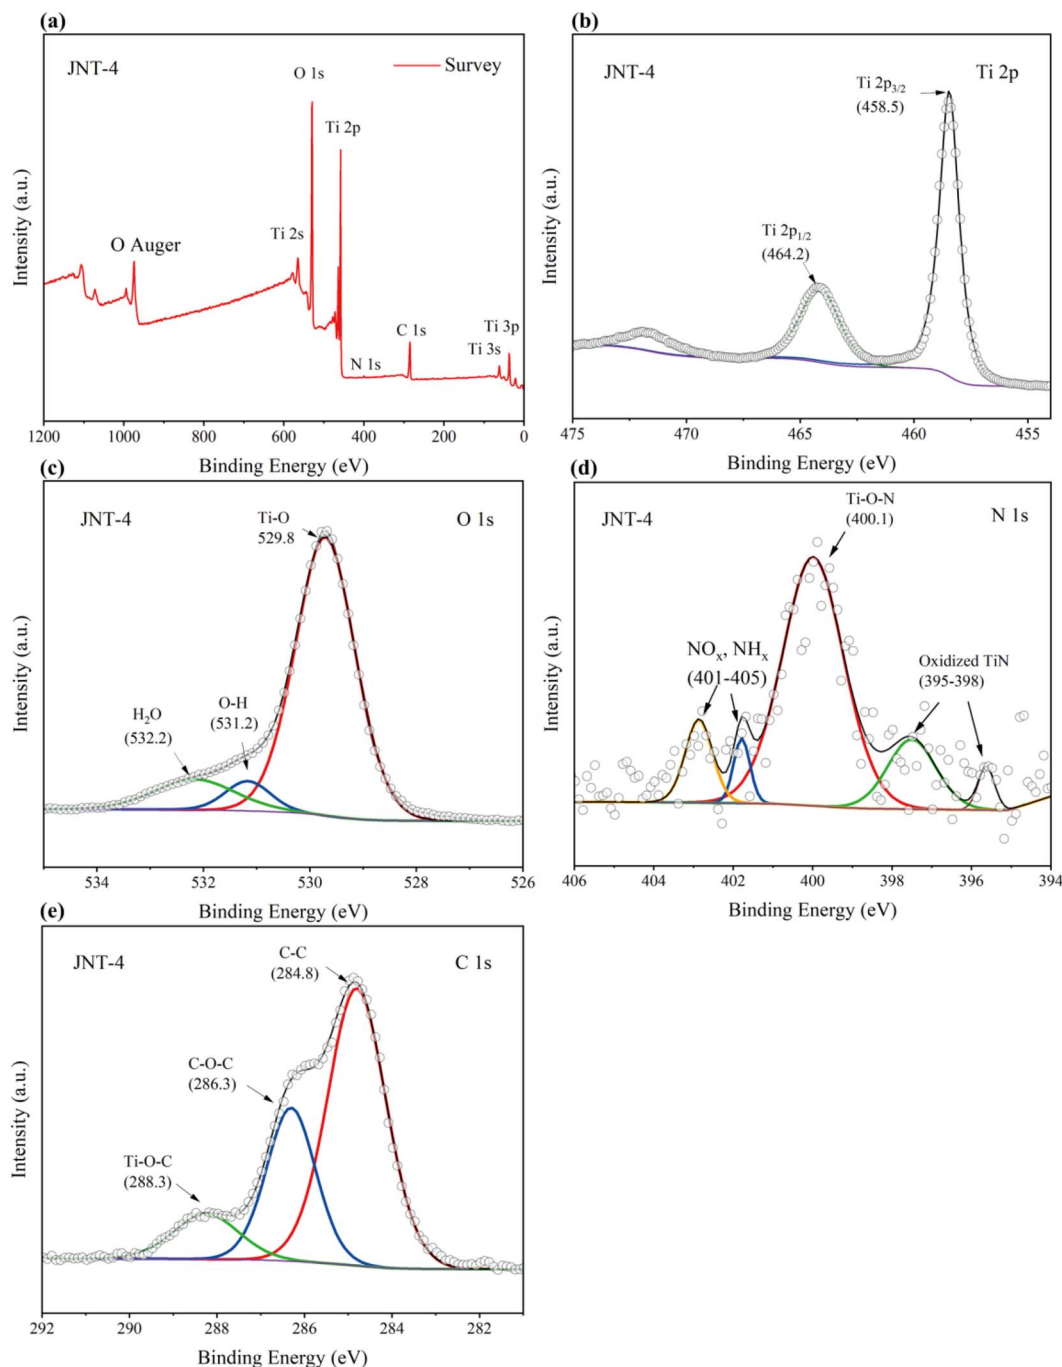 (a)
JNT-4
Survey
O 1s
Ti 2p
Ti 2s
O Auger
N 1s
C 1s
Ti 3p
Ti 3s
Intensity (a.u.)
1200 1000 800 600 400 200 0
Binding Energy (eV)
(b)
JNT-4
Ti 2p
Ti 2p3/2
(458.5)
Ti 2p1/2
(464.2)
Intensity (a.u.)
475 470 465 460 455
Binding Energy (eV)
(c)
JNT-4
O 1s
Ti-O
529.8
O-H
(531.2)
H2O
(532.2)
Intensity (a.u.)
534 532 530 528 526
Binding Energy (eV)
(d)
JNT-4
N 1s
Ti-O-N
(400.1)
NOx, NHx
(401-405)
Oxidized TiN
(395-398)
Intensity (a.u.)
406 404 402 400 398 396 394
Binding Energy (eV)
(e)
JNT-4
C 1s
C-C
(284.8)
C-O-C
(286.3)
Ti-O-C
(288.3)
Intensity (a.u.)
292 290 288 286 284 282
Binding Energy (eV)